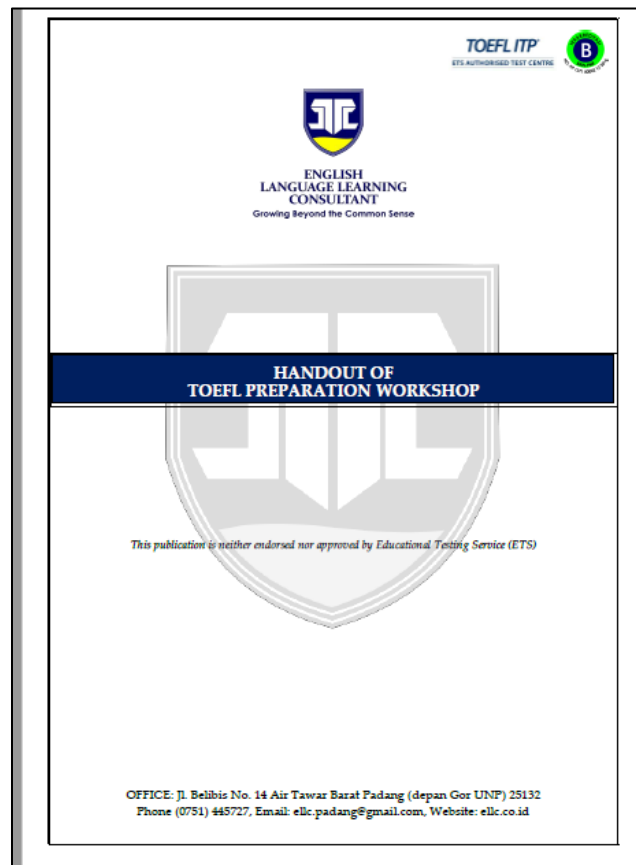 TOEFL ITP
ETS AUTHORISED TEST CENTRE
B
ENGLISH
LANGUAGE LEARNING
CONSULTANT
Growing Beyond the Common Sense
HANDOUT OF
TOEFL PREPARATION WORKSHOP
This publication is neither endorsed nor approved by Educational Testing Service (ETS)
OFFICE: Jl. Belibis No. 14 Air Tawar Barat Padang (depan Gor UNP) 25132
Phone (0751) 445727, Email: ellc.padang@gmail.com, Website: ellc.co.id